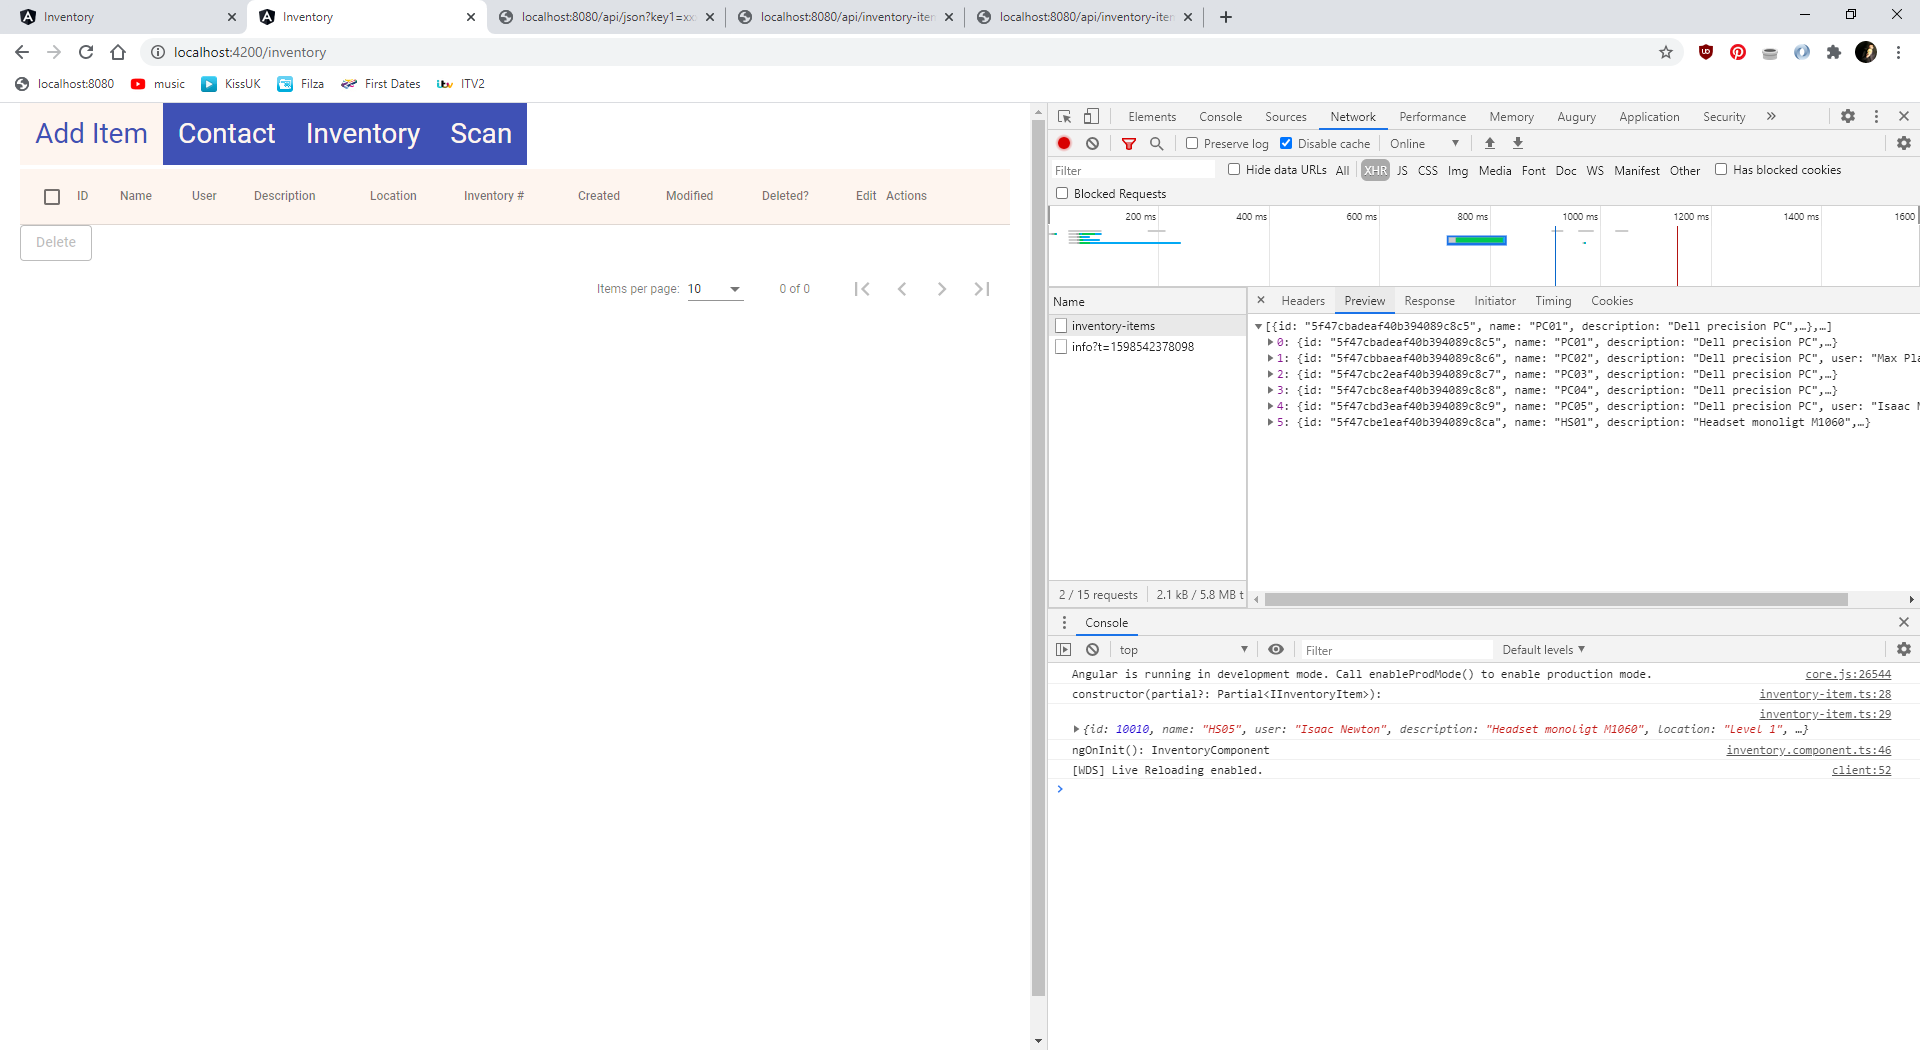 Inventory
Inventory
localhost:8080/api/json?key1=xx
localhost:8080/api/inventory-iten
localhost:8080/api/inventory-iten
localhost:4200/inventory
localhost:8080 music KissUK Filza First Dates ITV2
Add Item Contact Inventory Scan
ID Name User Description Location Inventory # Created Modified Deleted? Edit Actions
Delete
Items per page: 10 0 of 0
Elements Console Sources Network Performance Memory Augury Application Security
Preserve log Disable cache Online
Filter Hide data URLs All XHR JS CSS Img Media Font Doc WS Manifest Other Has blocked cookies
Blocked Requests
200 ms 400 ms 600 ms 800 ms 1000 ms 1200 ms 1400 ms 1600
Name
inventory-items
info?t=1598542378098
2 / 15 requests 2.1 kB / 5.8 MB t
Headers Preview Response Initiator Timing Cookies
[{id: "5f47cbadeaf40b394089c8c5", name: "PC01", description: "Dell precision PC",…},…]
0: {id: "5f47cbadeaf40b394089c8c5", name: "PC01", description: "Dell precision PC",…}
1: {id: "5f47cbbaeaf40b394089c8c6", name: "PC02", description: "Dell precision PC", user: "Max Pla
2: {id: "5f47cbc2eaf40b394089c8c7", name: "PC03", description: "Dell precision PC",…}
3: {id: "5f47cbc8eaf40b394089c8c8", name: "PC04", description: "Dell precision PC",…}
4: {id: "5f47cbd3eaf40b394089c8c9", name: "PC05", description: "Dell precision PC", user: "Isaac N
5: {id: "5f47cbe1eaf40b394089c8ca", name: "HS01", description: "Headset monoligt M1060",…}
Console
top Filter Default levels
Angular is running in development mode. Call enableProdMode() to enable production mode. core.js:26544
constructor(partial?: Partial<IInventoryItem>): inventory-item.ts:28
inventory-item.ts:29
{id: 10010, name: "HS05", user: "Isaac Newton", description: "Headset monoligt M1060", location: "Level 1", …}
ngOnInit(): InventoryComponent inventory.component.ts:46
[WDS] Live Reloading enabled. client:52